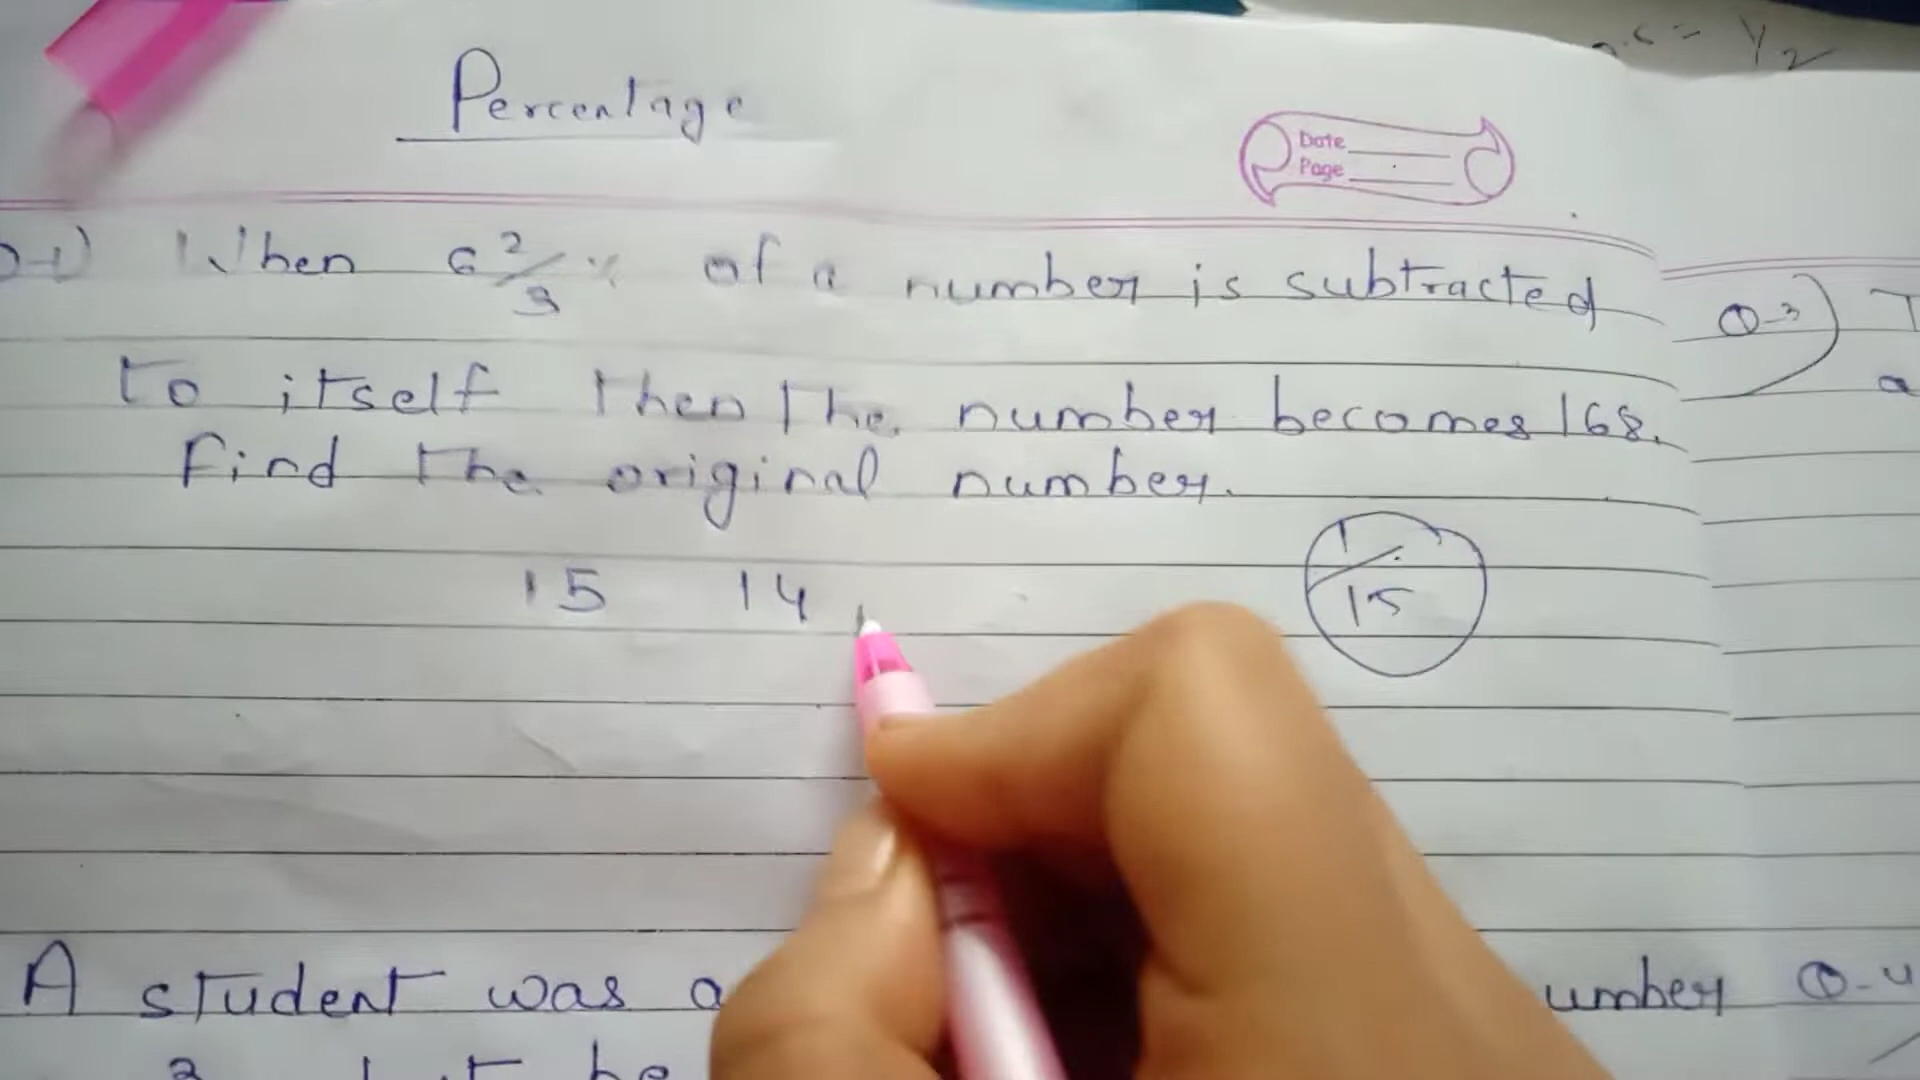 Percentage
Date
Page
When 6 2/3 % of a number is subtracted
to itself then the number becomes 168.
Find the original number.
1/15
15 14
Q-3)
A student was a
umber Q-4